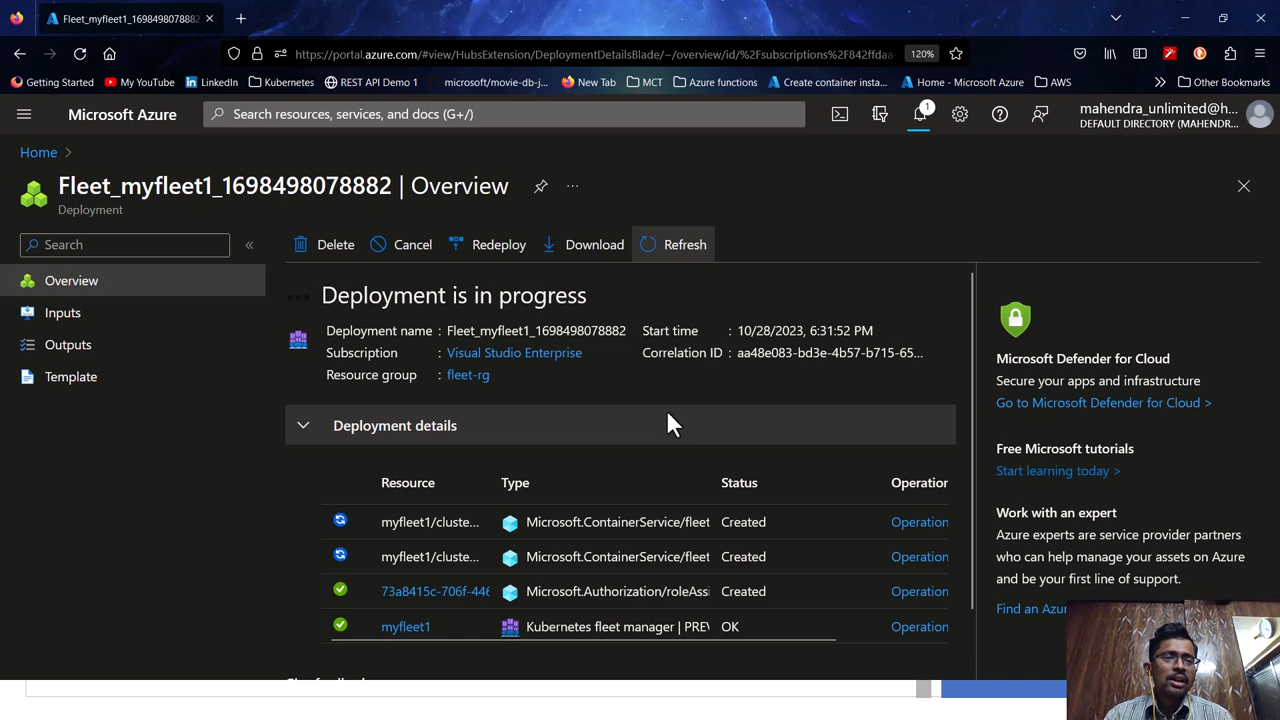 Fleet_myfleet1_1698498078882
https://portal.azure.com/#view/HubsExtension/DeploymentDetailsBlade/~/overview/id/%2Fsubscriptions%2F842ffdaa-
120%
Getting Started
My YouTube
LinkedIn
Kubernetes
REST API Demo 1
microsoft/movie-db-j...
New Tab
MCT
Azure functions
Create container insta...
Home - Microsoft Azure
AWS
Other Bookmarks
Microsoft Azure
Search resources, services, and docs (G+/)
1
mahendra_unlimited@h...
DEFAULT DIRECTORY (MAHENDR...
Home
Fleet_myfleet1_1698498078882 | Overview
Deployment
Search
Delete
Cancel
Redeploy
Download
Refresh
Overview
Inputs
Outputs
Template
Deployment is in progress
Deployment name : Fleet_myfleet1_1698498078882
Subscription : Visual Studio Enterprise
Resource group : fleet-rg
Start time : 10/28/2023, 6:31:52 PM
Correlation ID : aa48e083-bd3e-4b57-b715-65...
Deployment details
Resource Type Status Operation
myfleet1/cluste... Microsoft.ContainerService/fleet Created Operation
myfleet1/cluste... Microsoft.ContainerService/fleet Created Operation
73a8415c-706f-446 Microsoft.Authorization/roleAssi Created Operation
myfleet1 Kubernetes fleet manager | PREV OK Operation
Microsoft Defender for Cloud
Secure your apps and infrastructure
Go to Microsoft Defender for Cloud >
Free Microsoft tutorials
Start learning today >
Work with an expert
Azure experts are service provider partners
who can help manage your assets on Azure
and be your first line of support.
Find an Azu